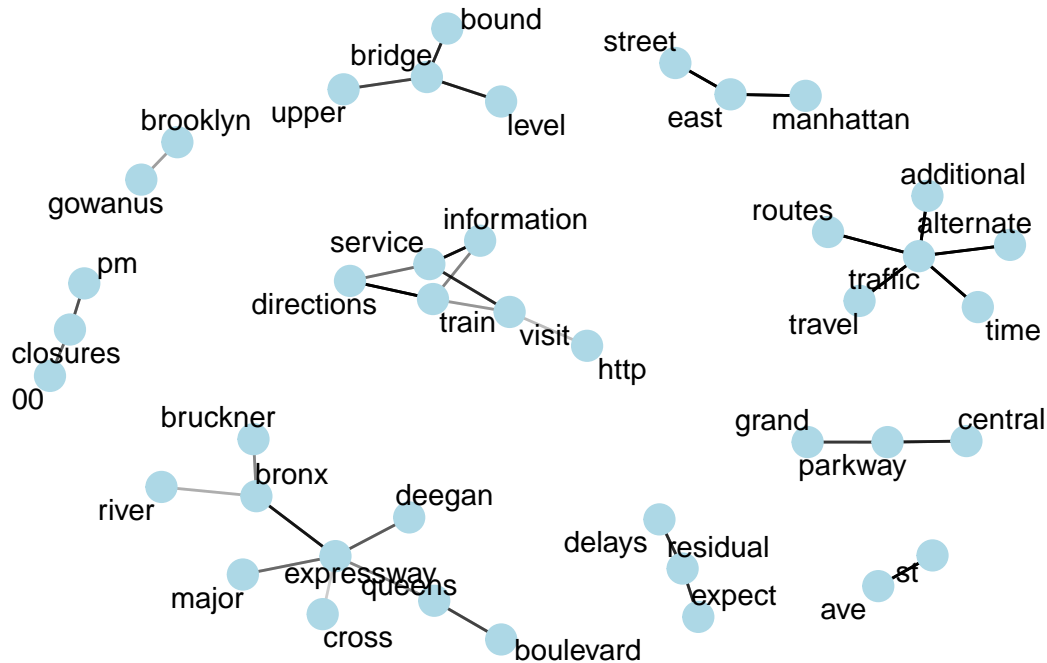 bound
bridge
street
upper
level
east
manhattan
brooklyn
gowanus
additional
routes
alternate
information
service
pm
traffic
directions
train
visit
travel
time
closures
http
00
bruckner
grand
central
parkway
bronx
deegan
river
delays
residual
expressway
queens
st
major
expect
ave
cross
boulevard